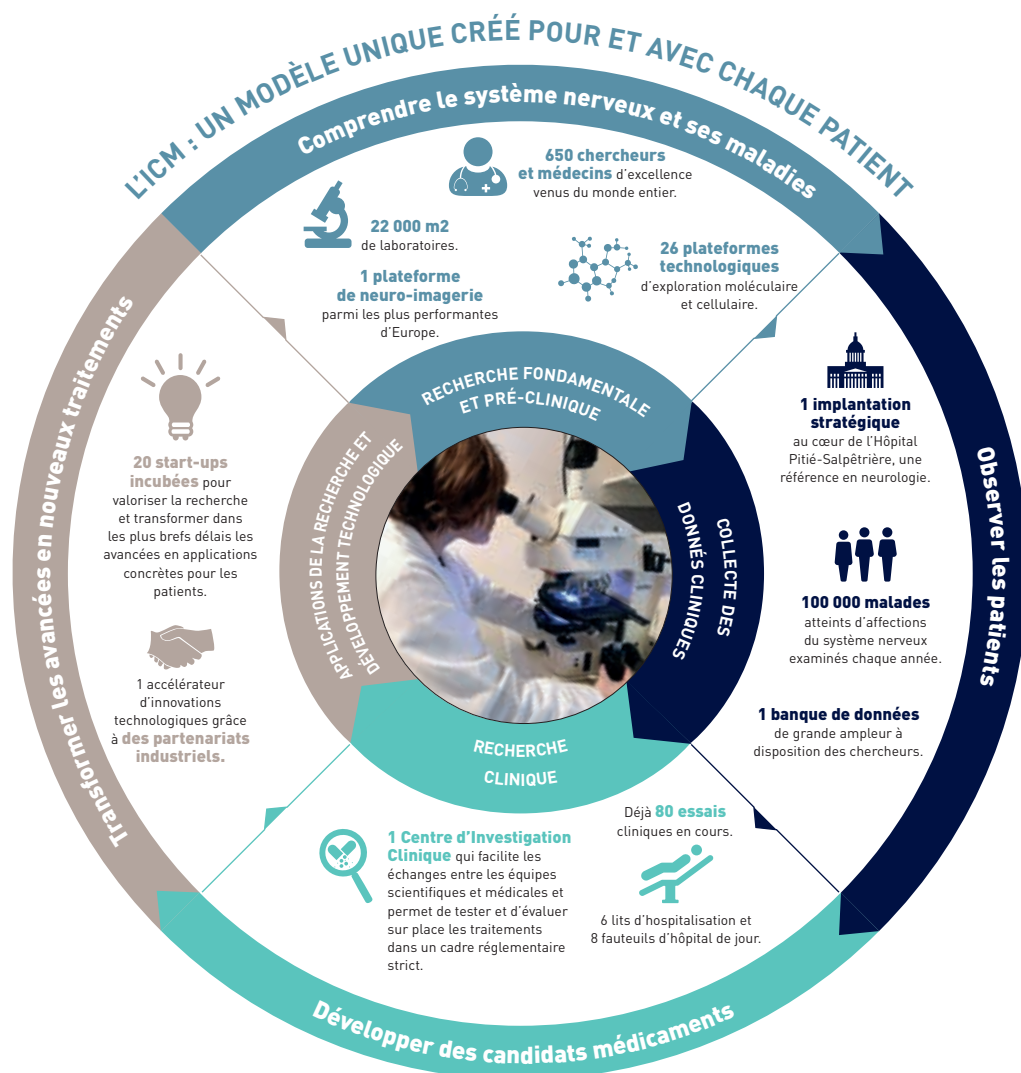 L'ICM : UN MODÈLE UNIQUE CRÉÉ POUR ET AVEC CHAQUE PATIENT
Comprendre le système nerveux et ses maladies
650 chercheurs
et médecins d'excellence
venus du monde entier.
22 000 m2
de laboratoires.
26 plateformes
technologiques
d'exploration moléculaire
et cellulaire.
1 plateforme
de neuro-imagerie
parmi les plus performantes
d'Europe.
RECHERCHE FONDAMENTALE
ET PRÉ-CLINIQUE
Observer les patients
1 implantation
stratégique
au cœur de l'Hôpital
Pitié-Salpêtrière, une
référence en neurologie.
100 000 malades
atteints d'affections
du système nerveux
examinés chaque année.
1 banque de données
de grande ampleur à
disposition des chercheurs.
COLLECTE DES
DONNÉS CLINIQUES
Développer des candidats médicaments
RECHERCHE
CLINIQUE
Déjà 80 essais
cliniques en cours.
6 lits d'hospitalisation et
8 fauteuils d'hôpital de jour.
1 Centre d'Investigation
Clinique qui facilite les
échanges entre les équipes
scientifiques et médicales et
permet de tester et d'évaluer
sur place les traitements
dans un cadre réglementaire
strict.
Transformer les avancées en nouveaux traitements
20 start-ups
incubées pour
valoriser la recherche
et transformer dans
les plus brefs délais les
avancées en applications
concrètes pour les
patients.
1 accélérateur
d'innovations
technologiques grâce
à des partenariats
industriels.
APPLICATIONS DE LA RECHERCHE ET
DÉVELOPPEMENT TECHNOLOGIQUE